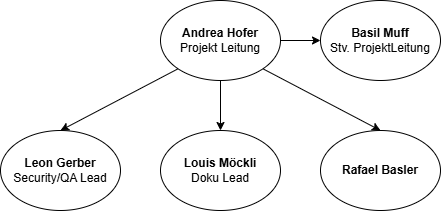 Andrea Hofer
Projekt Leitung
Basil Muff
Stv. ProjektLeitung
Leon Gerber
Security/QA Lead
Louis Möckli
Doku Lead
Rafael Basler